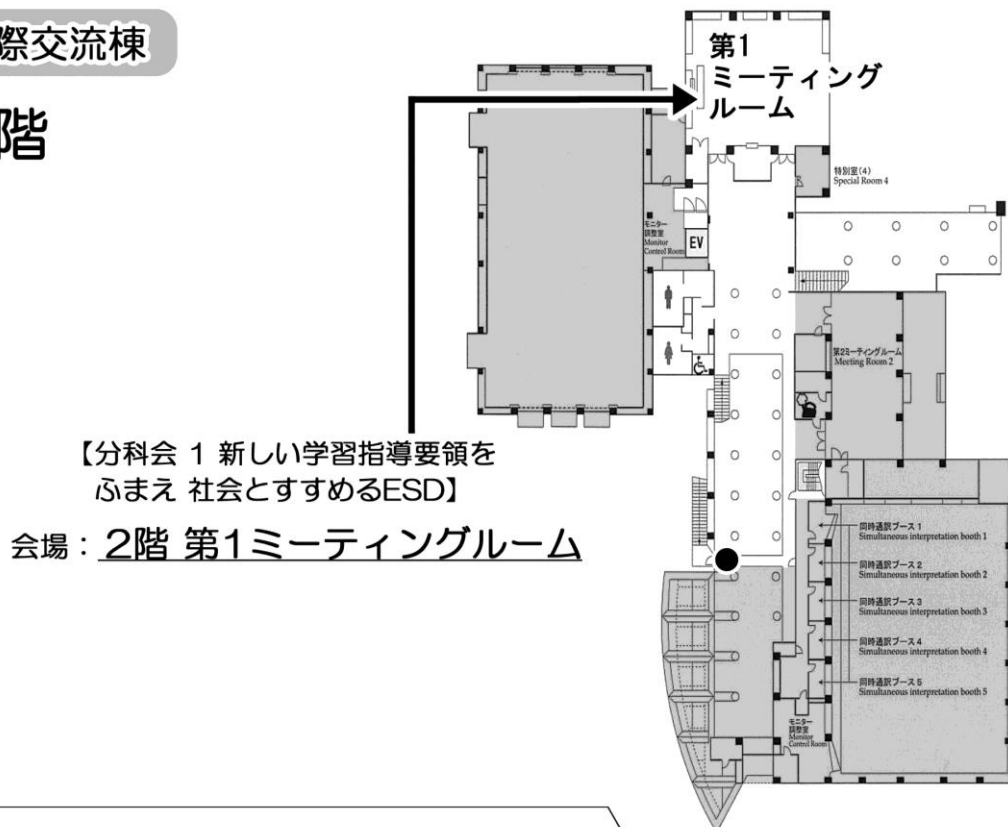 際交流棟
階
第1
ミーティング
ルーム
特別室(4)
Special Room 4
モニター
調整室
Monitor
Control Room
EV
第2ミーティングルーム
Meeting Room 2
【分科会 1 新しい学習指導要領を
ふまえ 社会とすすめるESD】
会場：2階 第1ミーティングルーム
同時通訳ブース 1
Simultaneous interpretation booth 1
同時通訳ブース 2
Simultaneous interpretation booth 2
同時通訳ブース 3
Simultaneous interpretation booth 3
同時通訳ブース 4
Simultaneous interpretation booth 4
同時通訳ブース 5
Simultaneous interpretation booth 5
モニター
調整室
Monitor
Control Room